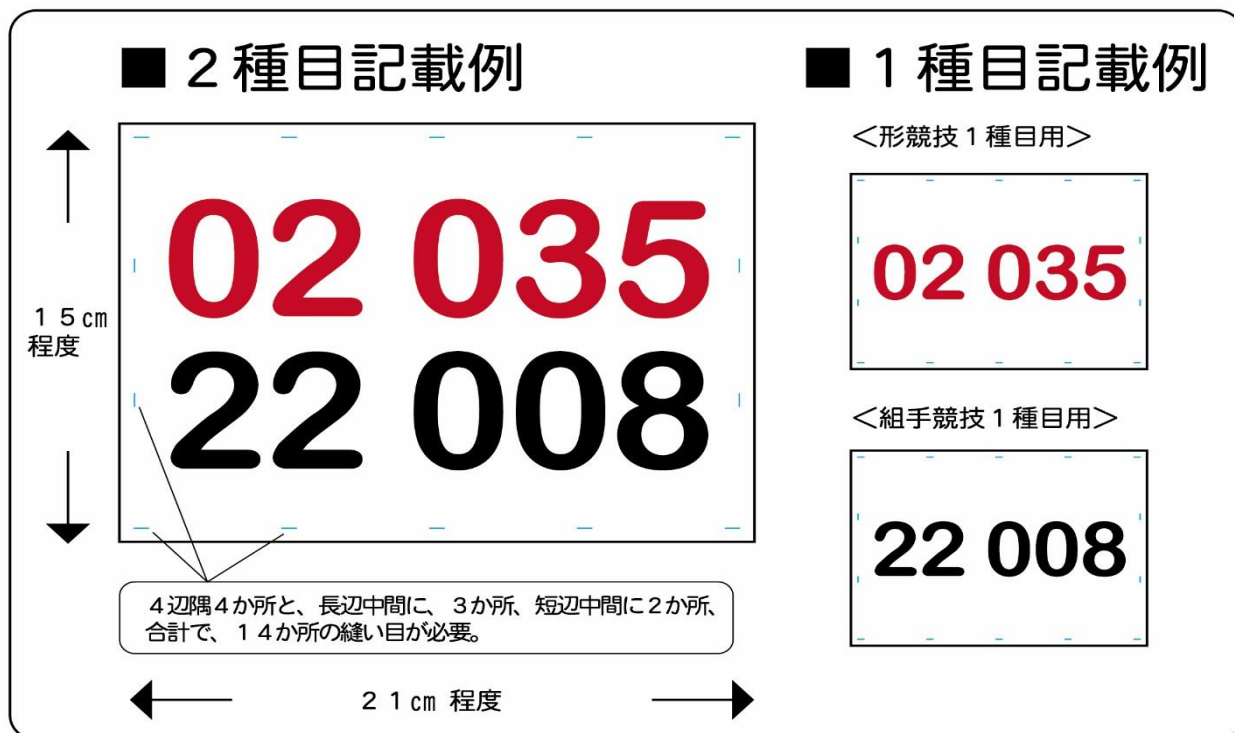 ■２種目記載例
02 035
22 008
１５㎝
程度
４辺隅４か所と、長辺中間に、３か所、短辺中間に２か所、
合計で、１４か所の縫い目が必要。
２１㎝ 程度
■１種目記載例
＜形競技１種目用＞
02 035
＜組手競技１種目用＞
22 008